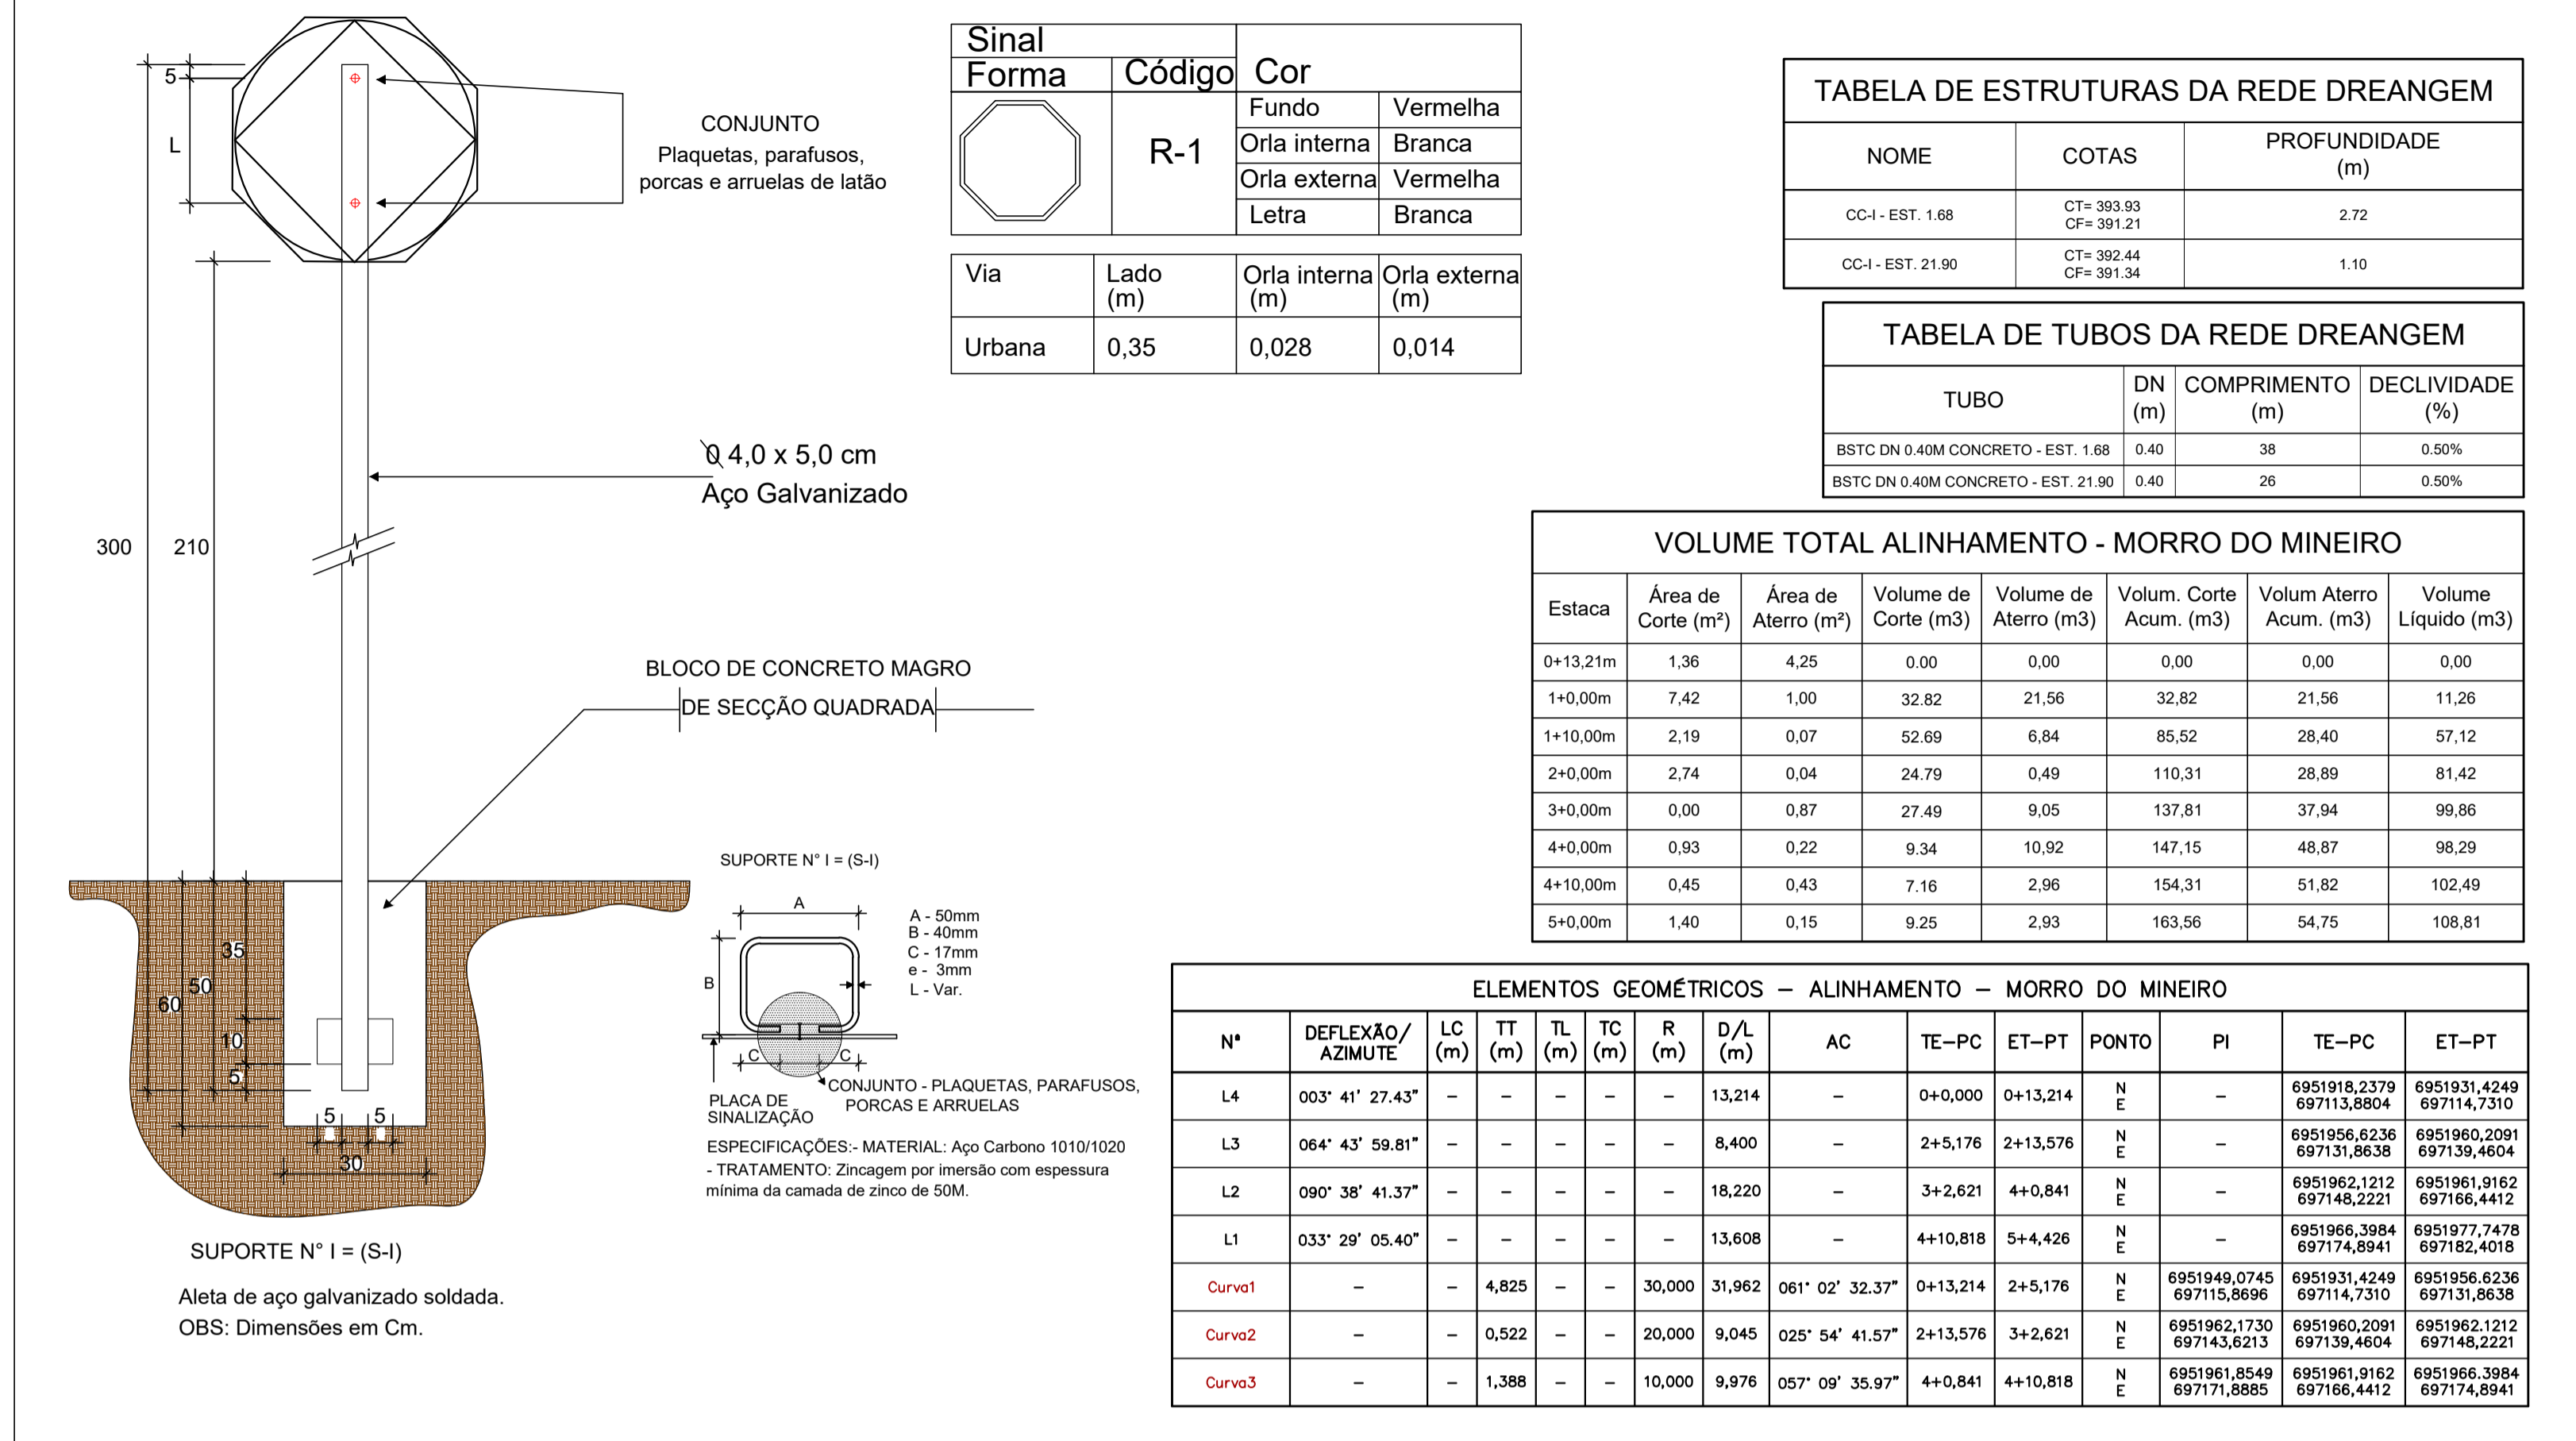 5
L
300
210
CONJUNTO
Plaquetas, parafusos,
porcas e arruelas de latão
0 4,0 x 5,0 cm
Aço Galvanizado
BLOCO DE CONCRETO MAGRO
DE SECÇÃO QUADRADA
35
50
60
10
5
5 5
30
SUPORTE N° I = (S-I)
Aleta de aço galvanizado soldada.
OBS: Dimensões em Cm.
SUPORTE N° I = (S-I)
A
B
C C
A - 50mm
B - 40mm
C - 17mm
e - 3mm
L - Var.
CONJUNTO - PLAQUETAS, PARAFUSOS,
PORCAS E ARRUELAS
PLACA DE
SINALIZAÇÃO
ESPECIFICAÇÕES:- MATERIAL: Aço Carbono 1010/1020
- TRATAMENTO: Zincagem por imersão com espessura
mínima da camada de zinco de 50M.
Sinal
Forma Código Cor
R-1
Fundo Vermelha
Orla interna Branca
Orla externa Vermelha
Letra Branca
Via Lado (m) Orla interna (m) Orla externa (m)
Urbana 0,35 0,028 0,014
TABELA DE ESTRUTURAS DA REDE DREANGEM
NOME COTAS PROFUNDIDADE (m)
CC-I - EST. 1.68 CT= 393.93 CF= 391.21 2.72
CC-I - EST. 21.90 CT= 392.44 CF= 391.34 1.10
TABELA DE TUBOS DA REDE DREANGEM
TUBO DN (m) COMPRIMENTO (m) DECLIVIDADE (%)
BSTC DN 0.40M CONCRETO - EST. 1.68 0.40 38 0.50%
BSTC DN 0.40M CONCRETO - EST. 21.90 0.40 26 0.50%
VOLUME TOTAL ALINHAMENTO - MORRO DO MINEIRO
Estaca Área de Corte (m²) Área de Aterro (m²) Volume de Corte (m3) Volume de Aterro (m3) Volum. Corte Acum. (m3) Volum Aterro Acum. (m3) Volume Líquido (m3)
0+13,21m 1,36 4,25 0.00 0,00 0,00 0,00 0,00
1+0,00m 7,42 1,00 32.82 21,56 32,82 21,56 11,26
1+10,00m 2,19 0,07 52.69 6,84 85,52 28,40 57,12
2+0,00m 2,74 0,04 24.79 0,49 110,31 28,89 81,42
3+0,00m 0,00 0,87 27.49 9,05 137,81 37,94 99,86
4+0,00m 0,93 0,22 9.34 10,92 147,15 48,87 98,29
4+10,00m 0,45 0,43 7.16 2,96 154,31 51,82 102,49
5+0,00m 1,40 0,15 9.25 2,93 163,56 54,75 108,81
ELEMENTOS GEOMÉTRICOS – ALINHAMENTO – MORRO DO MINEIRO
Nº DEFLEXÃO/ AZIMUTE LC (m) TT (m) TL (m) TC (m) R (m) D/L (m) AC TE–PC ET–PT PONTO PI TE–PC ET–PT
L4 003° 41' 27.43" – – – – – 13,214 – 0+0,000 0+13,214 N E – 6951918,2379 697113,8804 6951931,4249 697114,7310
L3 064° 43' 59.81" – – – – – 8,400 – 2+5,176 2+13,576 N E – 6951956,6236 697131,8638 6951960,2091 697139,4604
L2 090° 38' 41.37" – – – – – 18,220 – 3+2,621 4+0,841 N E – 6951962,1212 697148,2221 6951961,9162 697166,4412
L1 033° 29' 05.40" – – – – – 13,608 – 4+10,818 5+4,426 N E – 6951966,3984 697174,8941 6951977,7478 697182,4018
Curva1 – – 4,825 – – 30,000 31,962 061° 02' 32.37" 0+13,214 2+5,176 N E 6951949,0745 697115,8696 6951931,4249 697114,7310 6951956.6236 697131,8638
Curva2 – – 0,522 – – 20,000 9,045 025° 54' 41.57" 2+13,576 3+2,621 N E 6951962,1730 697143,6213 6951960,2091 697139,4604 6951962.1212 697148,2221
Curva3 – – 1,388 – – 10,000 9,976 057° 09' 35.97" 4+0,841 4+10,818 N E 6951961,8549 697171,8885 6951961,9162 697166,4412 6951966.3984 697174,8941